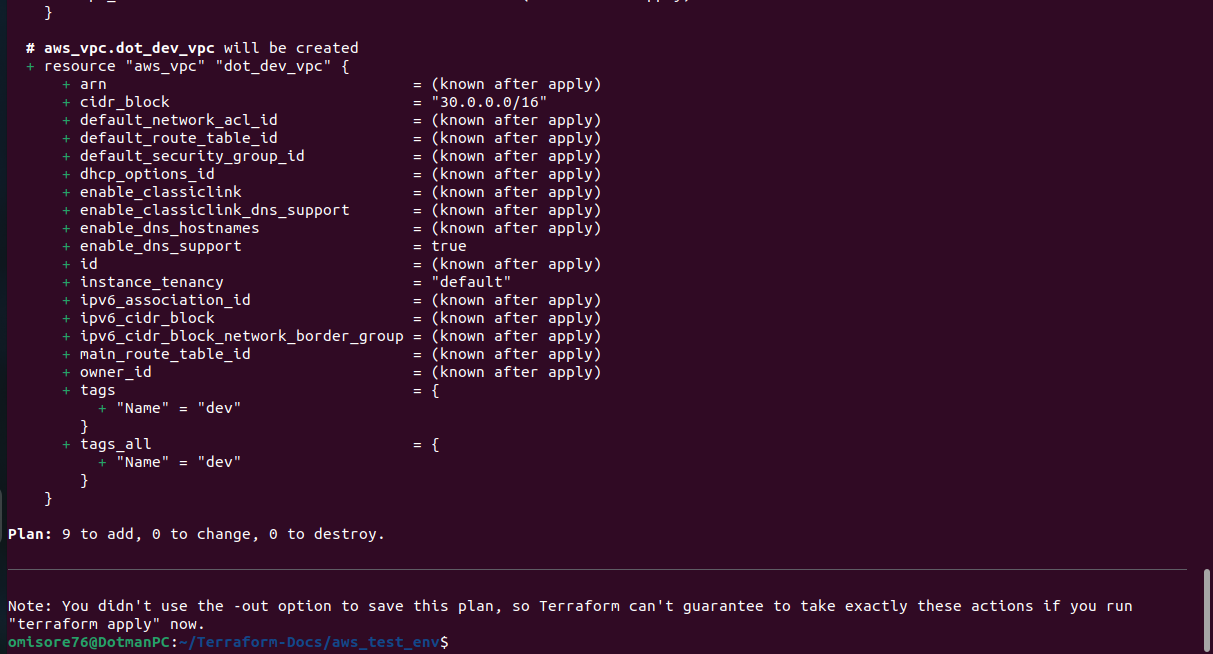 }
# aws_vpc.dot_dev_vpc will be created
+ resource "aws_vpc" "dot_dev_vpc" {
+ arn = (known after apply)
+ cidr_block = "30.0.0.0/16"
+ default_network_acl_id = (known after apply)
+ default_route_table_id = (known after apply)
+ default_security_group_id = (known after apply)
+ dhcp_options_id = (known after apply)
+ enable_classiclink = (known after apply)
+ enable_classiclink_dns_support = (known after apply)
+ enable_dns_hostnames = (known after apply)
+ enable_dns_support = true
+ id = (known after apply)
+ instance_tenancy = "default"
+ ipv6_association_id = (known after apply)
+ ipv6_cidr_block = (known after apply)
+ ipv6_cidr_block_network_border_group = (known after apply)
+ main_route_table_id = (known after apply)
+ owner_id = (known after apply)
+ tags = {
+ "Name" = "dev"
}
+ tags_all = {
+ "Name" = "dev"
}
}
Plan: 9 to add, 0 to change, 0 to destroy.
Note: You didn't use the -out option to save this plan, so Terraform can't guarantee to take exactly these actions if you run
"terraform apply" now.
omisore76@DotmanPC:~/Terraform-Docs/aws_test_env$